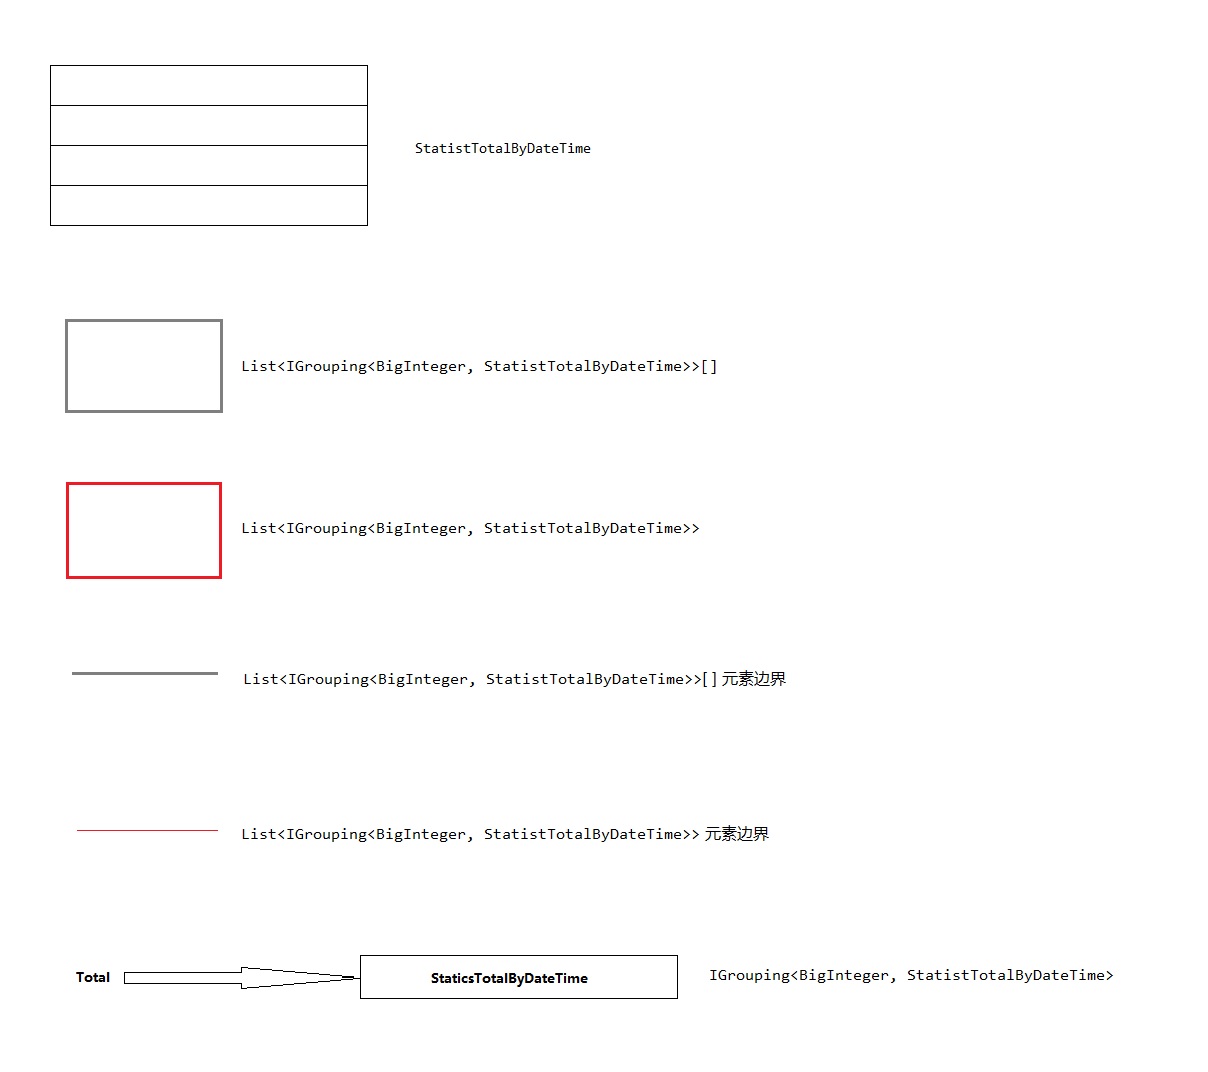 StatistTotalByDateTime
List<IGrouping<BigInteger, StatistTotalByDateTime>>[]
List<IGrouping<BigInteger, StatistTotalByDateTime>>
List<IGrouping<BigInteger, StatistTotalByDateTime>>[] 元素边界
List<IGrouping<BigInteger, StatistTotalByDateTime>> 元素边界
Total StaticsTotalByDateTime IGrouping<BigInteger, StatistTotalByDateTime>